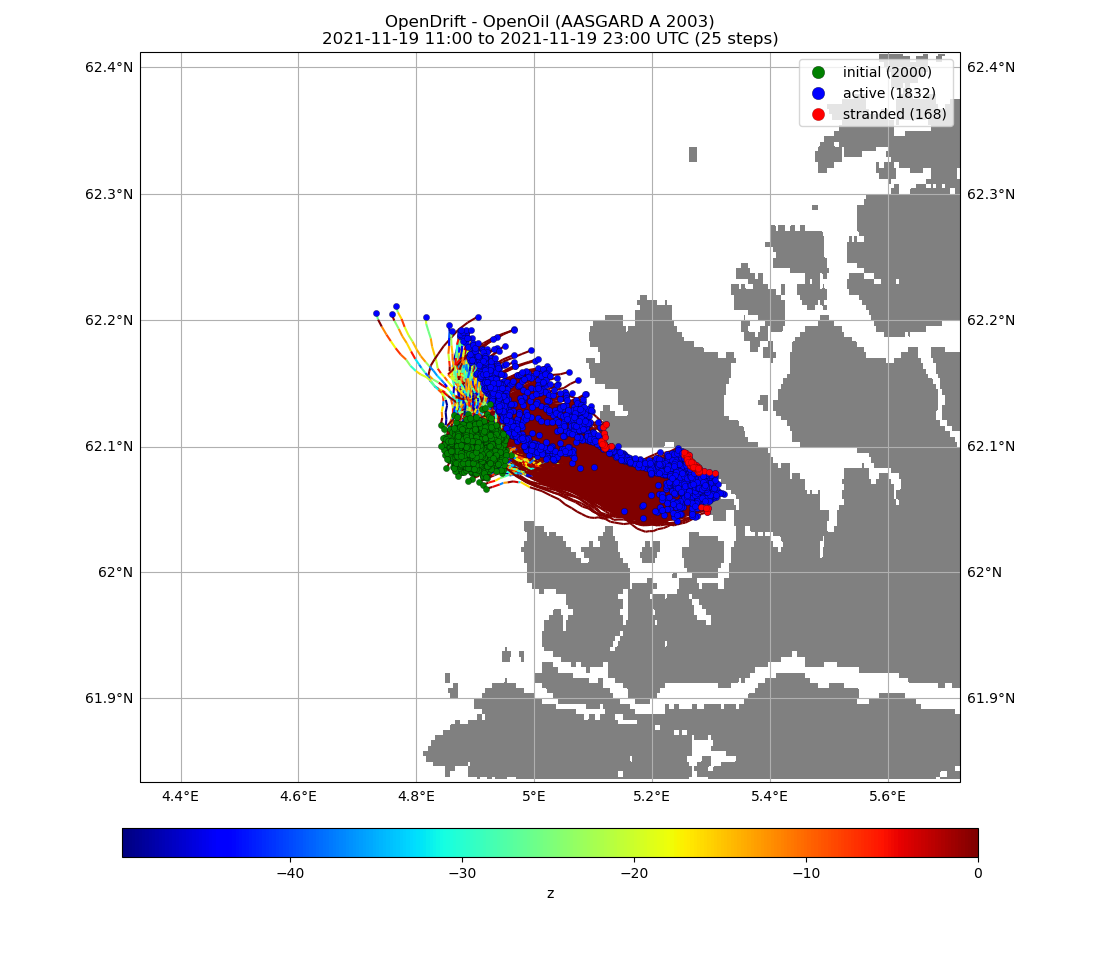 OpenDrift - OpenOil (AASGARD A 2003)
2021-11-19 11:00 to 2021-11-19 23:00 UTC (25 steps)
initial (2000)
active (1832)
stranded (168)
62.4°N 62.4°N
62.3°N 62.3°N
62.2°N 62.2°N
62.1°N 62.1°N
62°N 62°N
61.9°N 61.9°N
4.4°E 4.6°E 4.8°E 5°E 5.2°E 5.4°E 5.6°E
−40 −30 −20 −10 0
z